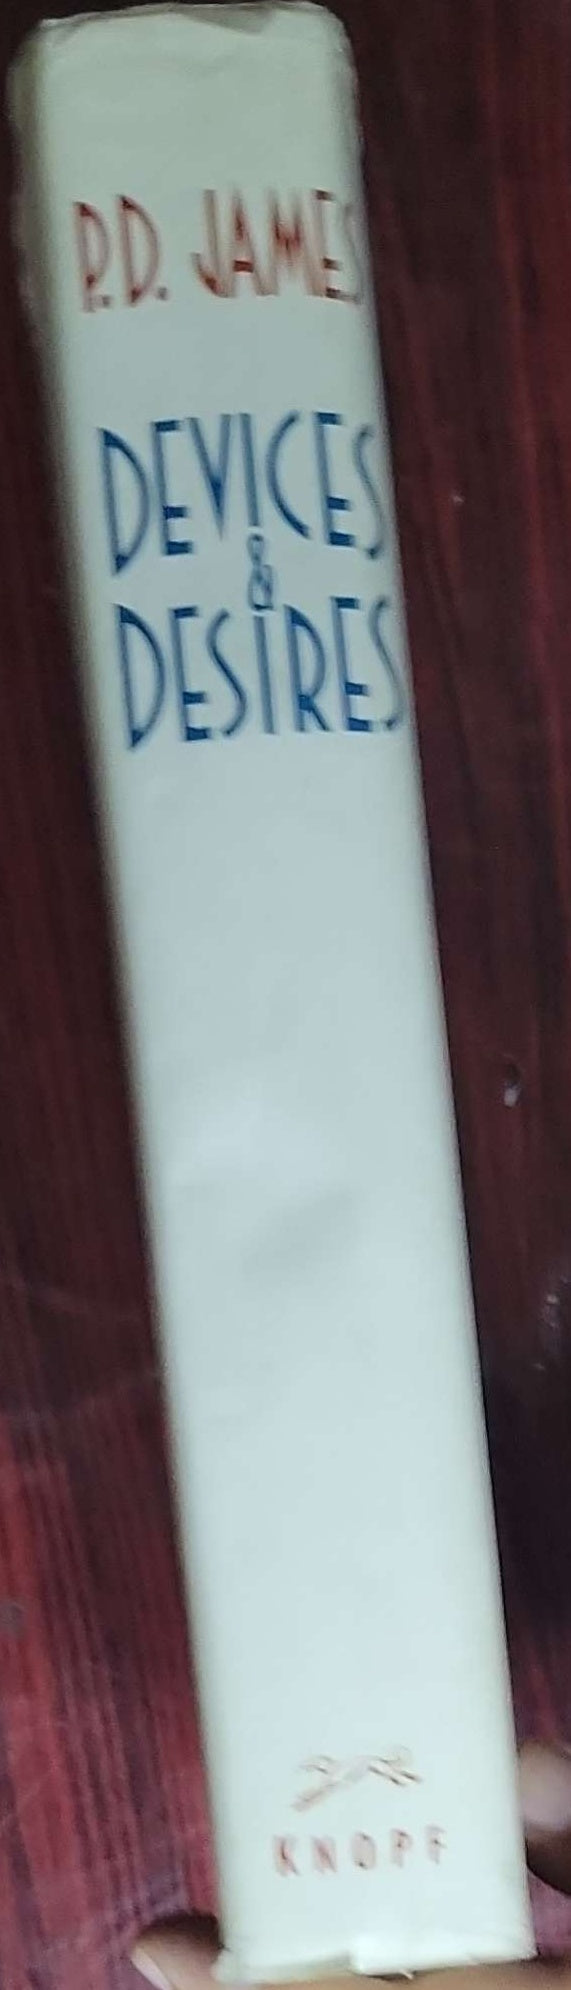 P.D. JAMES
DEVICES
&
DESIRES
KNOPF